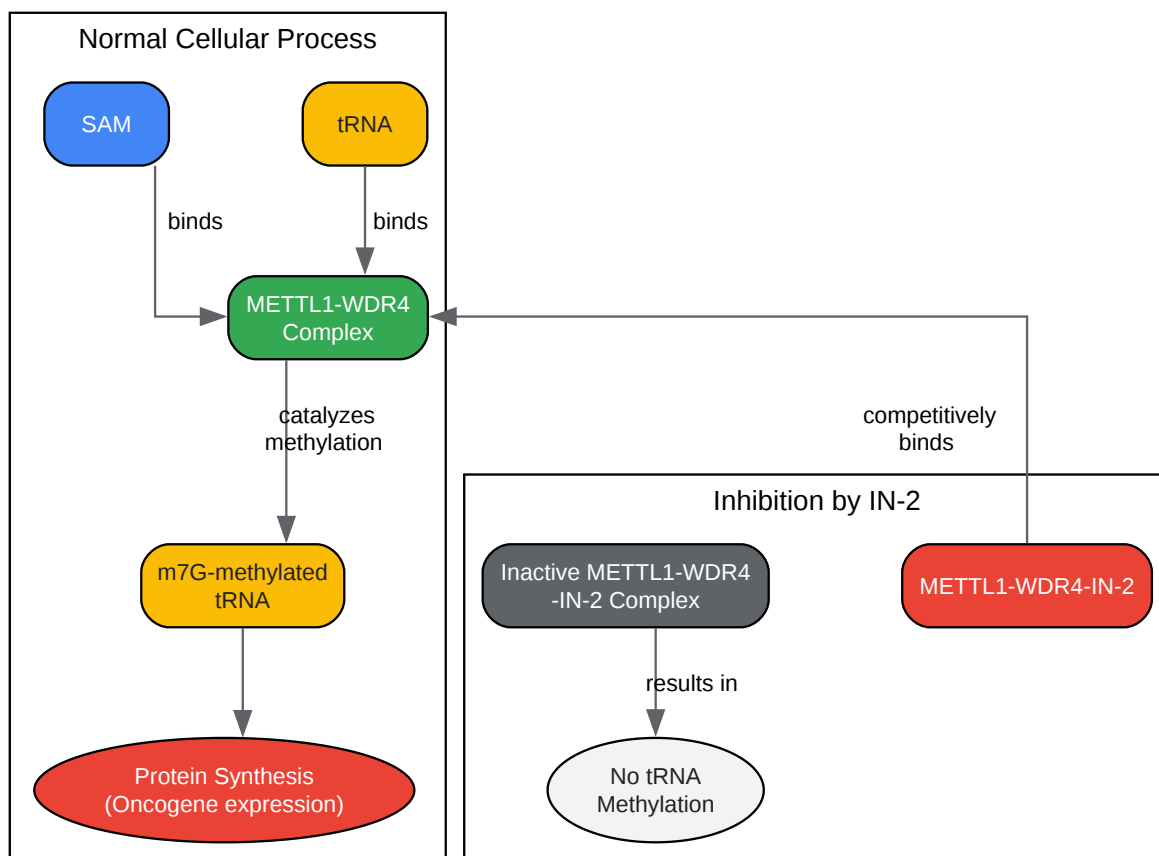 Normal Cellular Process
SAM
tRNA
binds
binds
METTL1-WDR4
Complex
catalyzes
methylation
m7G-methylated
tRNA
Protein Synthesis
(Oncogene expression)
competitively
binds
Inhibition by IN-2
Inactive METTL1-WDR4
-IN-2 Complex
METTL1-WDR4-IN-2
results in
No tRNA
Methylation